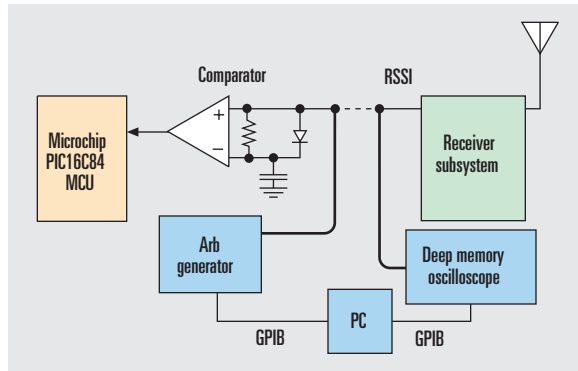 Comparator
RSSI
Microchip
PIC16C84
MCU
+
−
Receiver
subsystem
Arb
generator
Deep memory
oscilloscope
PC
GPIB
GPIB